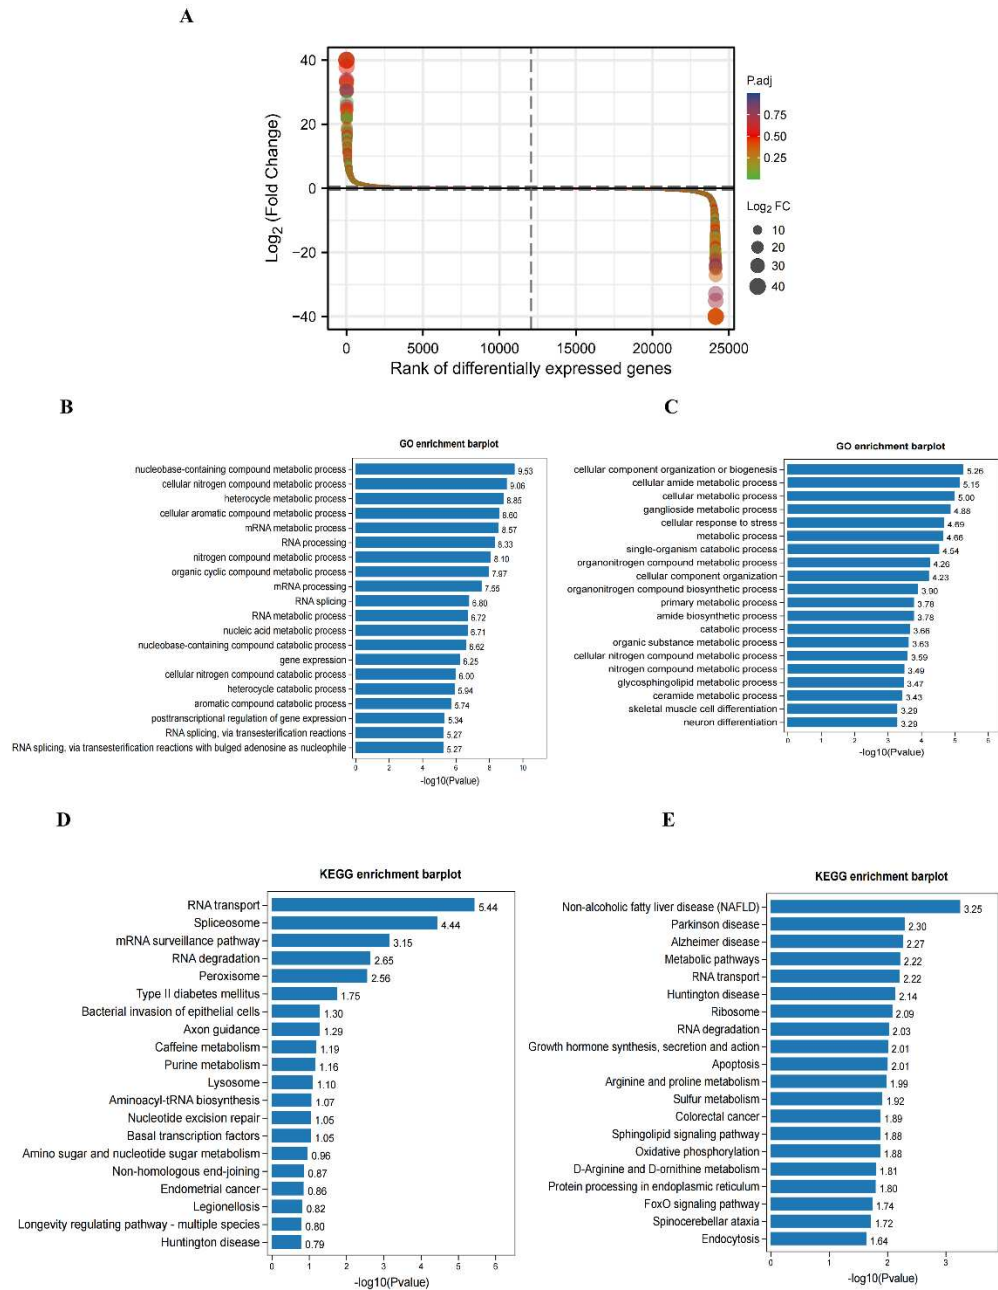 A
Log2 (Fold Change)
40
20
0
−20
−40
0 5000 10000 15000 20000 25000
Rank of differentially expressed genes
P.adj
0.75
0.50
0.25
Log2 FC
10
20
30
40
B
GO enrichment barplot
nucleobase-containing compound metabolic process 9.53
cellular nitrogen compound metabolic process 9.06
heterocycle metabolic process 8.85
cellular aromatic compound metabolic process 8.60
mRNA metabolic process 8.57
RNA processing 8.33
nitrogen compound metabolic process 8.10
organic cyclic compound metabolic process 7.97
mRNA processing 7.55
RNA splicing 6.80
RNA metabolic process 6.72
nucleic acid metabolic process 6.71
nucleobase-containing compound catabolic process 6.62
gene expression 6.25
cellular nitrogen compound catabolic process 6.00
heterocycle catabolic process 5.94
aromatic compound catabolic process 5.74
posttranscriptional regulation of gene expression 5.34
RNA splicing, via transesterification reactions 5.27
RNA splicing, via transesterification reactions with bulged adenosine as nucleophile 5.27
0 2 4 6 8 10
-log10(Pvalue)
C
GO enrichment barplot
cellular component organization or biogenesis 5.26
cellular amide metabolic process 5.15
cellular metabolic process 5.00
ganglioside metabolic process 4.88
cellular response to stress 4.69
metabolic process 4.66
single-organism catabolic process 4.54
organonitrogen compound metabolic process 4.26
cellular component organization 4.23
organonitrogen compound biosynthetic process 3.90
primary metabolic process 3.78
amide biosynthetic process 3.78
catabolic process 3.66
organic substance metabolic process 3.63
cellular nitrogen compound metabolic process 3.59
nitrogen compound metabolic process 3.49
glycosphingolipid metabolic process 3.47
ceramide metabolic process 3.43
skeletal muscle cell differentiation 3.29
neuron differentiation 3.29
0 1 2 3 4 5 6
-log10(Pvalue)
D
KEGG enrichment barplot
RNA transport 5.44
Spliceosome 4.44
mRNA surveillance pathway 3.15
RNA degradation 2.65
Peroxisome 2.56
Type II diabetes mellitus 1.75
Bacterial invasion of epithelial cells 1.30
Axon guidance 1.29
Caffeine metabolism 1.19
Purine metabolism 1.16
Lysosome 1.10
Aminoacyl-tRNA biosynthesis 1.07
Nucleotide excision repair 1.05
Basal transcription factors 1.05
Amino sugar and nucleotide sugar metabolism 0.96
Non-homologous end-joining 0.87
Endometrial cancer 0.86
Legionellosis 0.82
Longevity regulating pathway - multiple species 0.80
Huntington disease 0.79
0 1 2 3 4 5 6
-log10(Pvalue)
E
KEGG enrichment barplot
Non-alcoholic fatty liver disease (NAFLD) 3.25
Parkinson disease 2.30
Alzheimer disease 2.27
Metabolic pathways 2.22
RNA transport 2.22
Huntington disease 2.14
Ribosome 2.09
RNA degradation 2.03
Growth hormone synthesis, secretion and action 2.01
Apoptosis 2.01
Arginine and proline metabolism 1.99
Sulfur metabolism 1.92
Colorectal cancer 1.89
Sphingolipid signaling pathway 1.88
Oxidative phosphorylation 1.88
D-Arginine and D-ornithine metabolism 1.81
Protein processing in endoplasmic reticulum 1.80
FoxO signaling pathway 1.74
Spinocerebellar ataxia 1.72
Endocytosis 1.64
0 1 2 3
-log10(Pvalue)